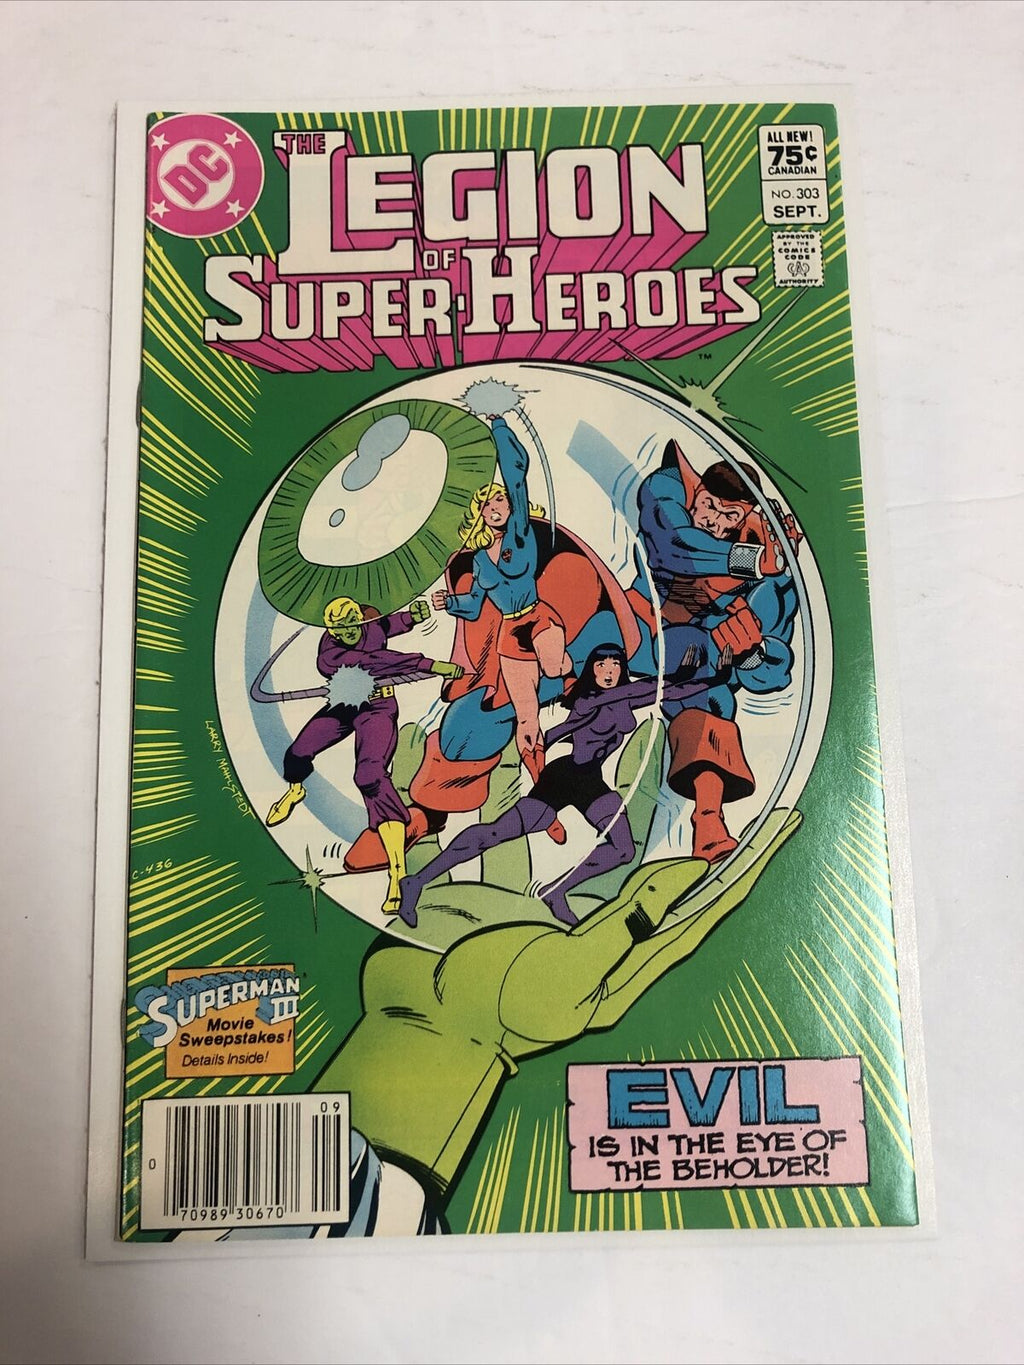 DC
THE
LEGION
OF
SUPER-HEROES
TM
ALL NEW!
75¢
CANADIAN
NO. 303
SEPT.
APPROVED
BY THE
COMICS
CODE
CA
AUTHORITY
LARRY MAHLSTEDT
C-436
SUPERMAN
III
Movie
Sweepstakes!
Details Inside!
09
0
70989 30670
EVIL
IS IN THE EYE OF
THE BEHOLDER!